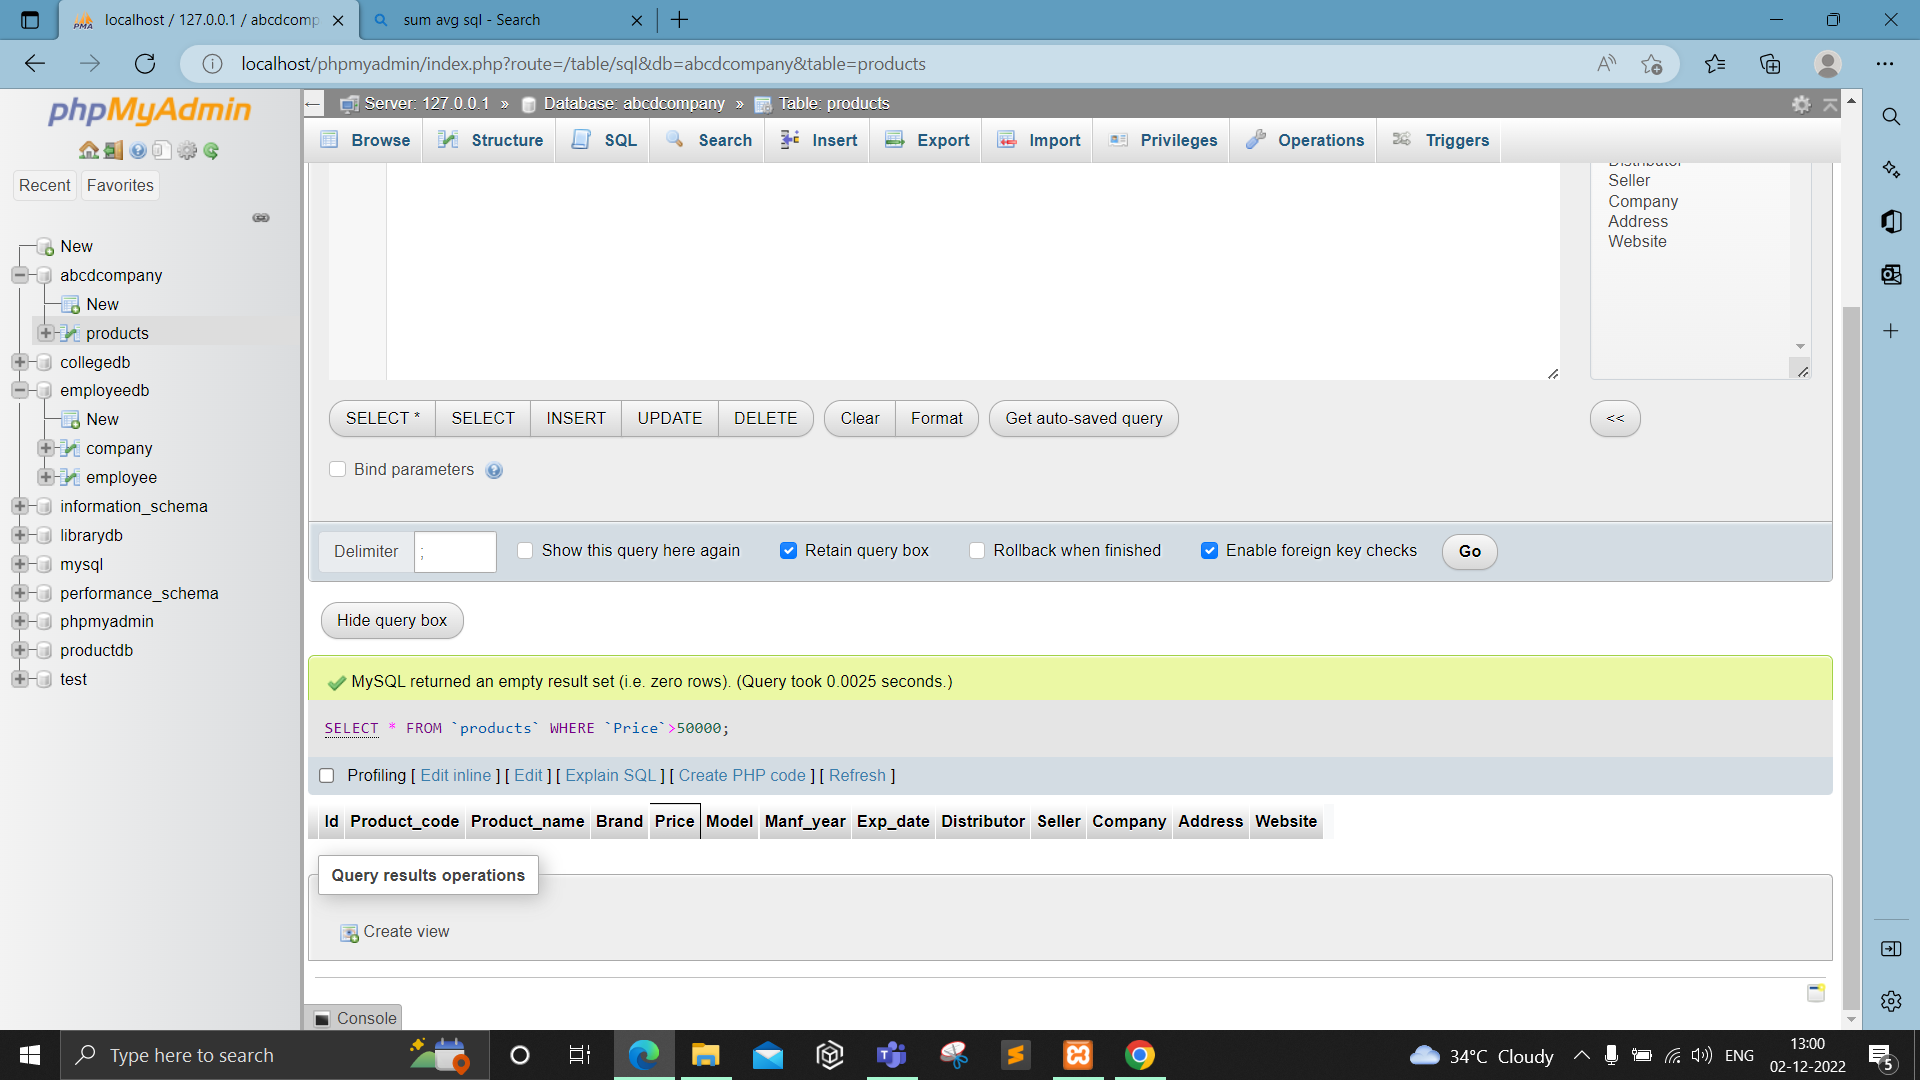 localhost / 127.0.0.1 / abcdcomp
sum avg sql - Search
localhost/phpmyadmin/index.php?route=/table/sql&db=abcdcompany&table=products
phpMyAdmin
Recent
Favorites
New
abcdcompany
New
products
collegedb
employeedb
New
company
employee
information_schema
librarydb
mysql
performance_schema
phpmyadmin
productdb
test
Server: 127.0.0.1 » Database: abcdcompany » Table: products
Browse Structure SQL Search Insert Export Import Privileges Operations Triggers
Distributor
Seller
Company
Address
Website
SELECT * SELECT INSERT UPDATE DELETE Clear Format Get auto-saved query <<
Bind parameters
Delimiter ; Show this query here again Retain query box Rollback when finished Enable foreign key checks Go
Hide query box
MySQL returned an empty result set (i.e. zero rows). (Query took 0.0025 seconds.)
SELECT * FROM `products` WHERE `Price`>50000;
Profiling [ Edit inline ] [ Edit ] [ Explain SQL ] [ Create PHP code ] [ Refresh ]
Id Product_code Product_name Brand Price Model Manf_year Exp_date Distributor Seller Company Address Website
Query results operations
Create view
Console
Type here to search
34°C Cloudy
ENG
13:00
02-12-2022
5